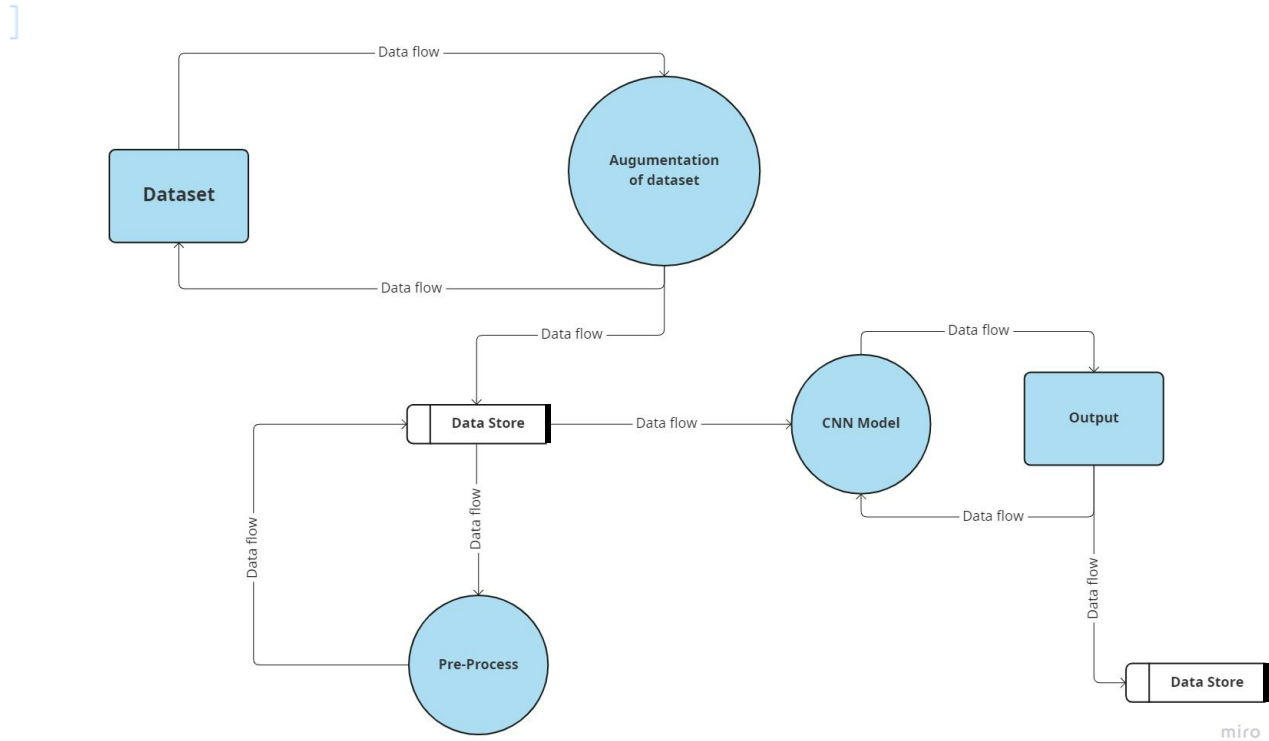 ]
Data flow
Augumentation
of dataset
Dataset
Data flow
Data flow
Data flow
Data Store
Data flow
CNN Model
Output
Data flow
Data flow
Data flow
Data flow
Pre-Process
Data Store
miro